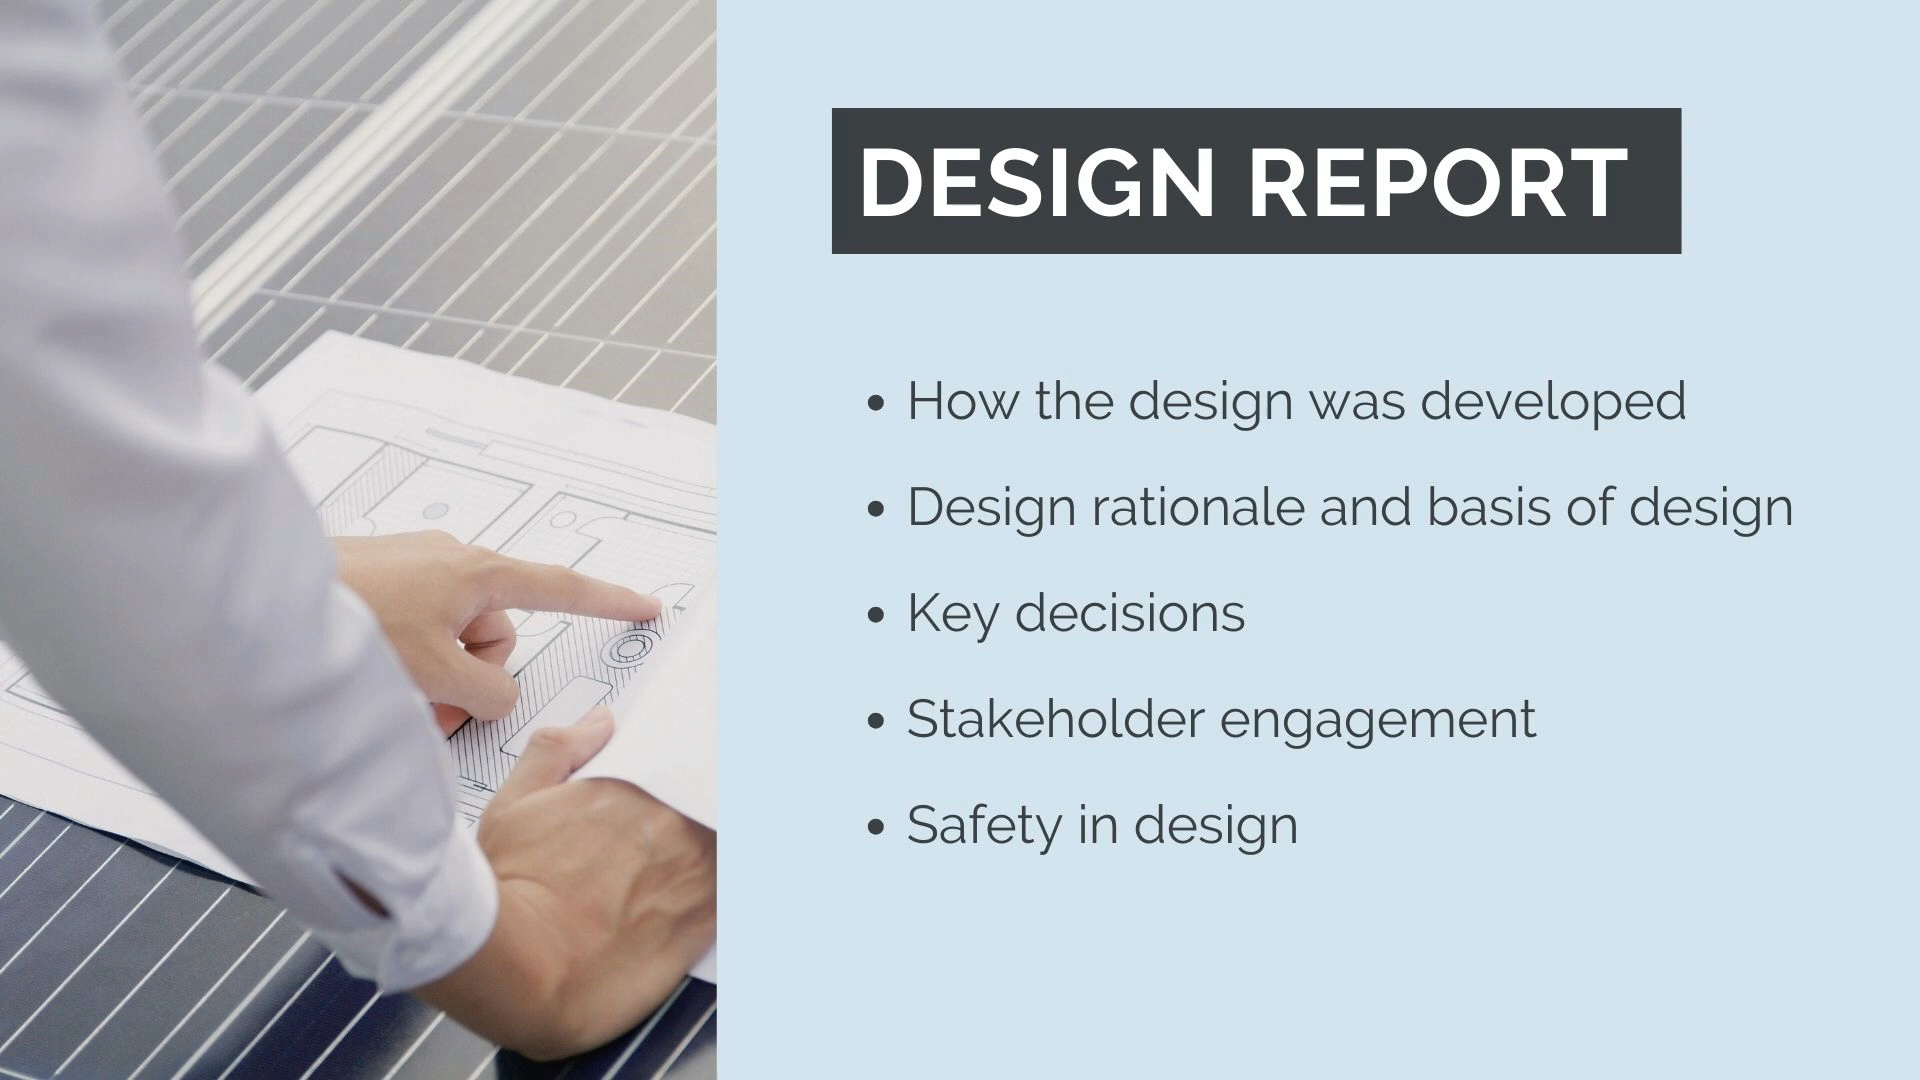 DESIGN REPORT
• How the design was developed
• Design rationale and basis of design
• Key decisions
• Stakeholder engagement
• Safety in design